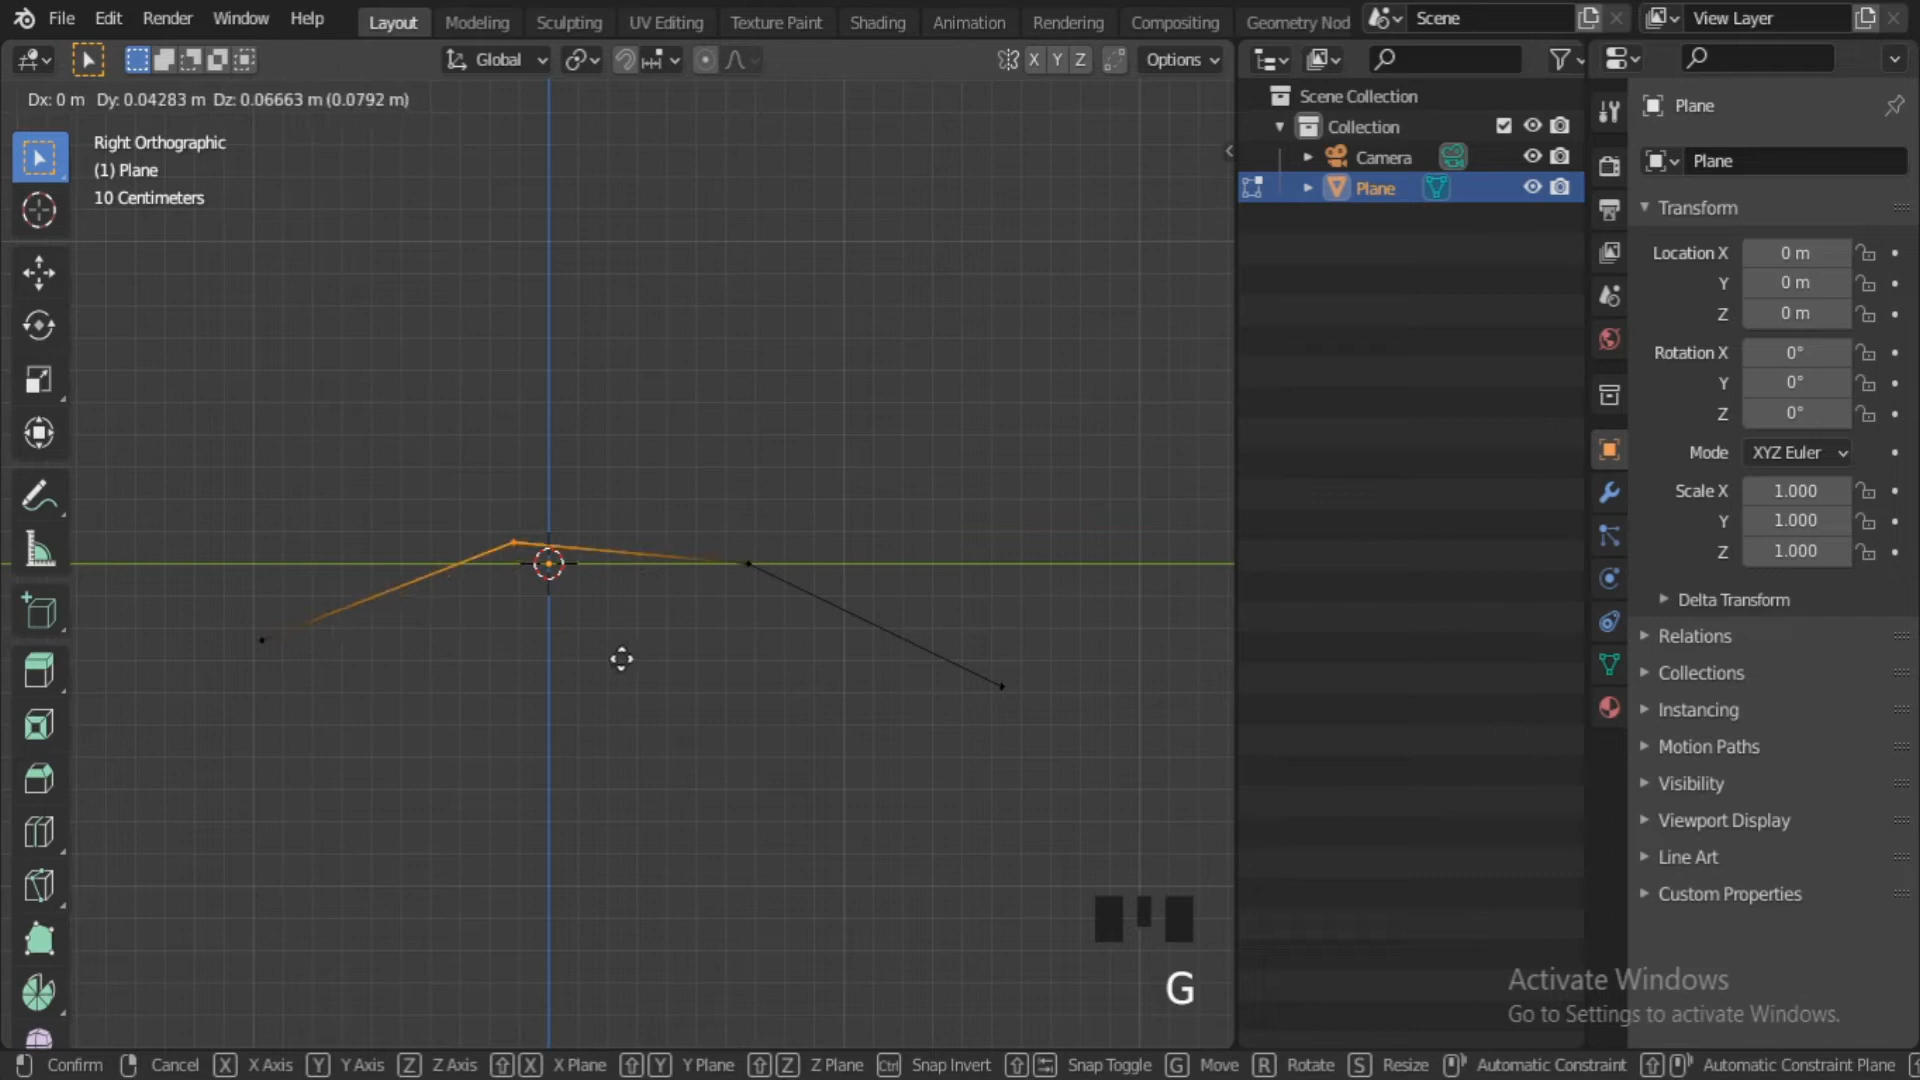 File Edit Render Window Help Layout Modeling Sculpting UV Editing Texture Paint Shading Animation Rendering Compositing Geometry Nod Scene View Layer
Global X Y Z Options
Dx: 0 m Dy: 0.04283 m Dz: 0.06663 m (0.0792 m)
Right Orthographic
(1) Plane
10 Centimeters
Scene Collection
Collection
Camera
Plane
Plane
Plane
Transform
Location X 0 m
Y 0 m
Z 0 m
Rotation X 0°
Y 0°
Z 0°
Mode XYZ Euler
Scale X 1.000
Y 1.000
Z 1.000
Delta Transform
Relations
Collections
Instancing
Motion Paths
Visibility
Viewport Display
Line Art
Custom Properties
G
Activate Windows
Go to Settings to activate Windows.
Confirm Cancel X X Axis Y Y Axis Z Z Axis X X Plane Y Y Plane Z Z Plane Ctrl Snap Invert Snap Toggle G Move R Rotate S Resize Automatic Constraint Automatic Constraint Plane